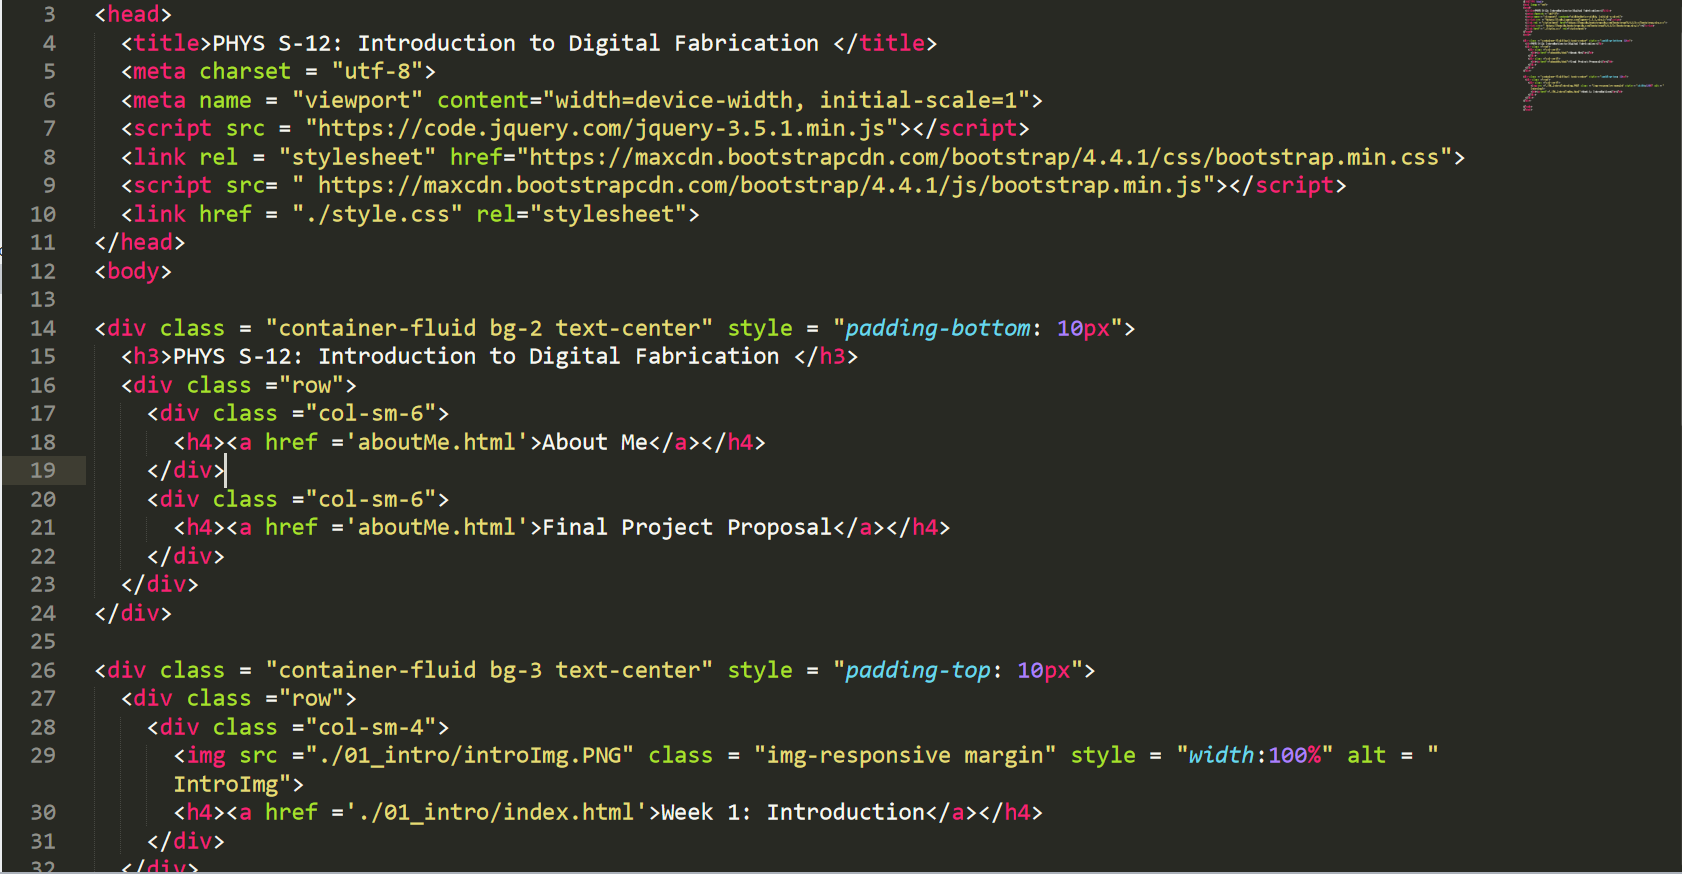 3 <head>
4 <title>PHYS S-12: Introduction to Digital Fabrication </title>
5 <meta charset = "utf-8">
6 <meta name = "viewport" content="width=device-width, initial-scale=1">
7 <script src = "https://code.jquery.com/jquery-3.5.1.min.js"></script>
8 <link rel = "stylesheet" href="https://maxcdn.bootstrapcdn.com/bootstrap/4.4.1/css/bootstrap.min.css">
9 <script src= " https://maxcdn.bootstrapcdn.com/bootstrap/4.4.1/js/bootstrap.min.js"></script>
10 <link href = "./style.css" rel="stylesheet">
11 </head>
12 <body>
13
14 <div class = "container-fluid bg-2 text-center" style = "padding-bottom: 10px">
15 <h3>PHYS S-12: Introduction to Digital Fabrication </h3>
16 <div class ="row">
17 <div class ="col-sm-6">
18 <h4><a href ='aboutMe.html'>About Me</a></h4>
19 </div>
20 <div class ="col-sm-6">
21 <h4><a href ='aboutMe.html'>Final Project Proposal</a></h4>
22 </div>
23 </div>
24 </div>
25
26 <div class = "container-fluid bg-3 text-center" style = "padding-top: 10px">
27 <div class ="row">
28 <div class ="col-sm-4">
29 <img src ="./01_intro/introImg.PNG" class = "img-responsive margin" style = "width:100%" alt = "
IntroImg">
30 <h4><a href ='./01_intro/index.html'>Week 1: Introduction</a></h4>
31 </div>
32 </div>